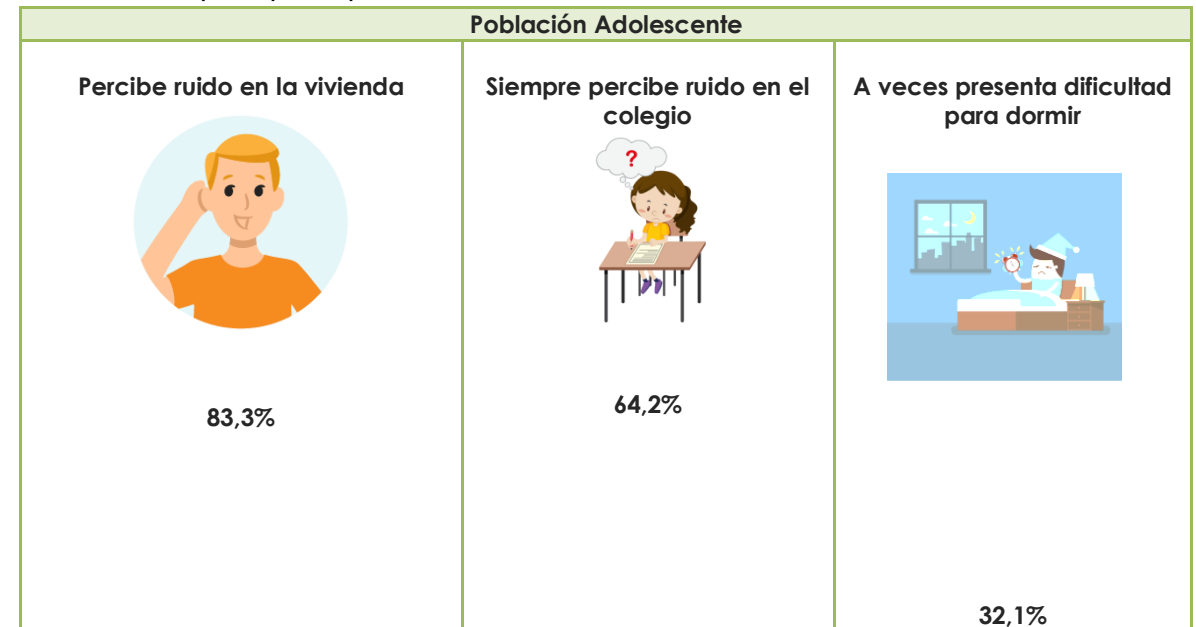 Población Adolescente
Percibe ruido en la vivienda
83,3%
Siempre percibe ruido en el
colegio
?
64,2%
A veces presenta dificultad
para dormir
32,1%